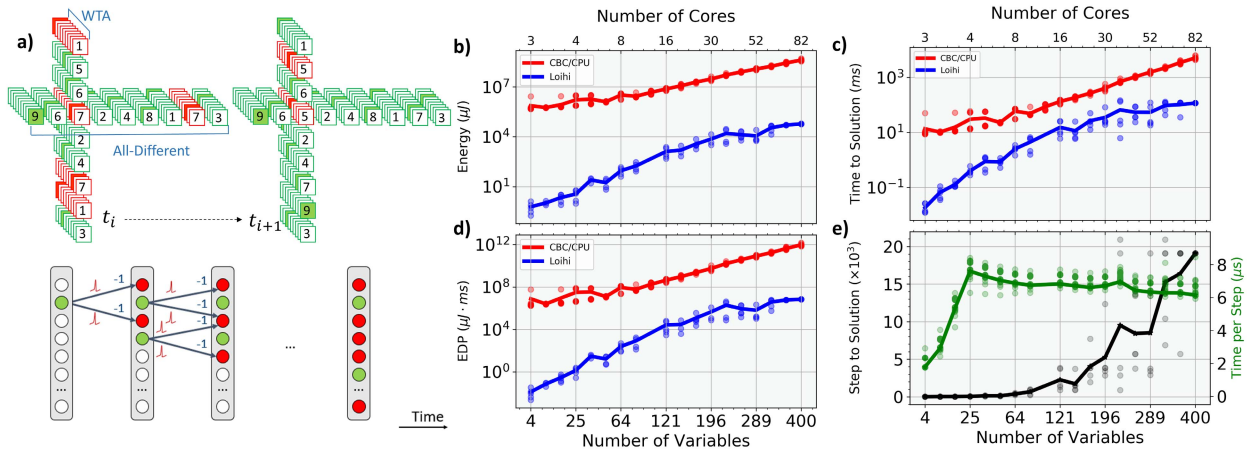 a)
WTA
1
5
6
9 6 7 2 4 8 1 7 3
2
All-Different
4
7
1
3
t_i
1
5
6
9 6 5 2 4 8 1 7 3
2
4
7
9
3
t_{i+1}
-1 -1
-1 -1
-1
...
... ... ... ...
Time
b)
Number of Cores
3 4 8 16 30 52 82
CBC/CPU
Loihi
Energy (μJ)
10^7
10^4
10^1
c)
Number of Cores
3 4 8 16 30 52 82
CBC/CPU
Loihi
Time to Solution (ms)
10^3
10^1
10^{-1}
d)
CBC/CPU
Loihi
EDP (μJ · ms)
10^{12}
10^8
10^4
10^0
4 25 64 121 196 289 400
Number of Variables
e)
Step to Solution (×10^3)
20
15
10
5
0
Time per Step (μs)
8
6
4
2
0
4 25 64 121 196 289 400
Number of Variables